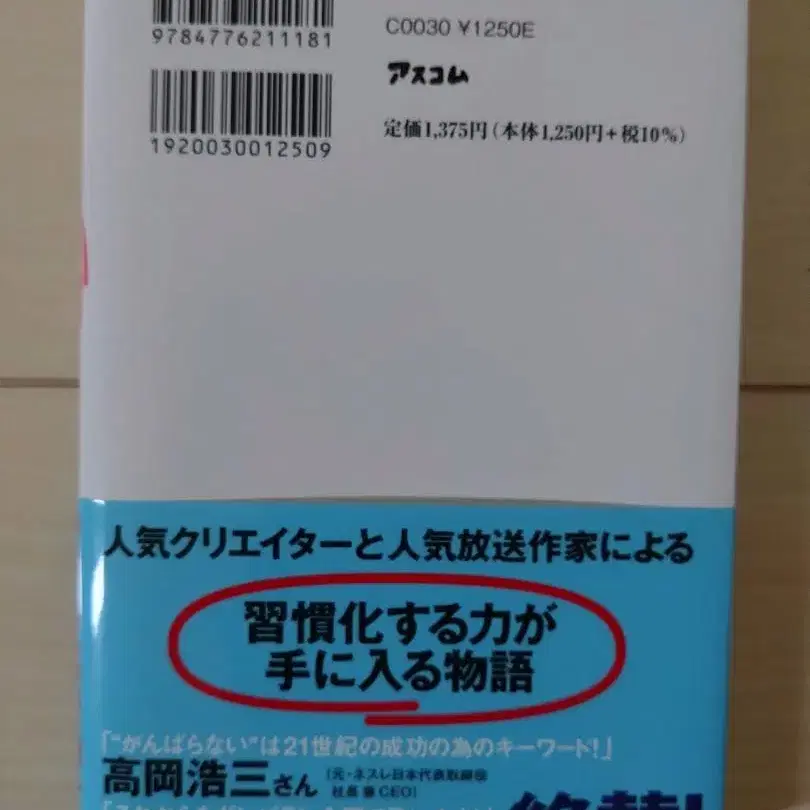 9784776211181
C0030 ¥1250E
アスコム
1920030012509
定価1,375円(本体1,250円+税10%)
人気クリエイターと人気放送作家による
習慣化する力が
手に入る物語
「"がんばらない"は21世紀の成功の為のキーワード!」
高岡浩三さん
[元・ネスレ日本代表取締役
社長 兼 CEO]
絶賛!